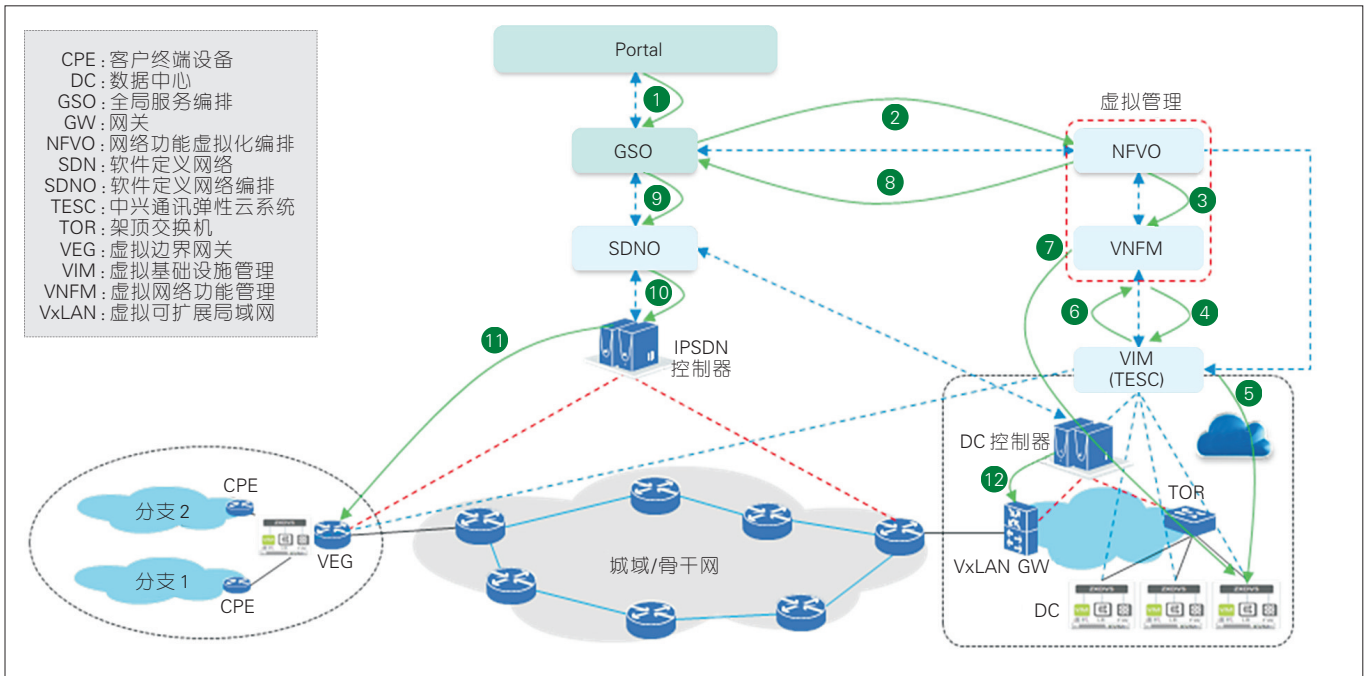 CPE：客户终端设备
DC：数据中心
GSO：全局服务编排
GW：网关
NFVO：网络功能虚拟化编排
SDN：软件定义网络
SDNO：软件定义网络编排
TESC：中兴通讯弹性云系统
TOR：架顶交换机
VEG：虚拟边界网关
VIM：虚拟基础设施管理
VNFM：虚拟网络功能管理
VxLAN：虚拟可扩展局域网
Portal
1
2
虚拟管理
GSO
NFVO
8
9
3
SDNO
7
VNFM
10
6
4
11
IPSDN
控制器
VIM
(TESC)
5
DC 控制器
12
TOR
CPE
分支 2
VEG
分支 1
CPE
城域/骨干网
VxLAN GW
DC
ZXDVS
ZXDVS
ZXDVS
ZXDVS